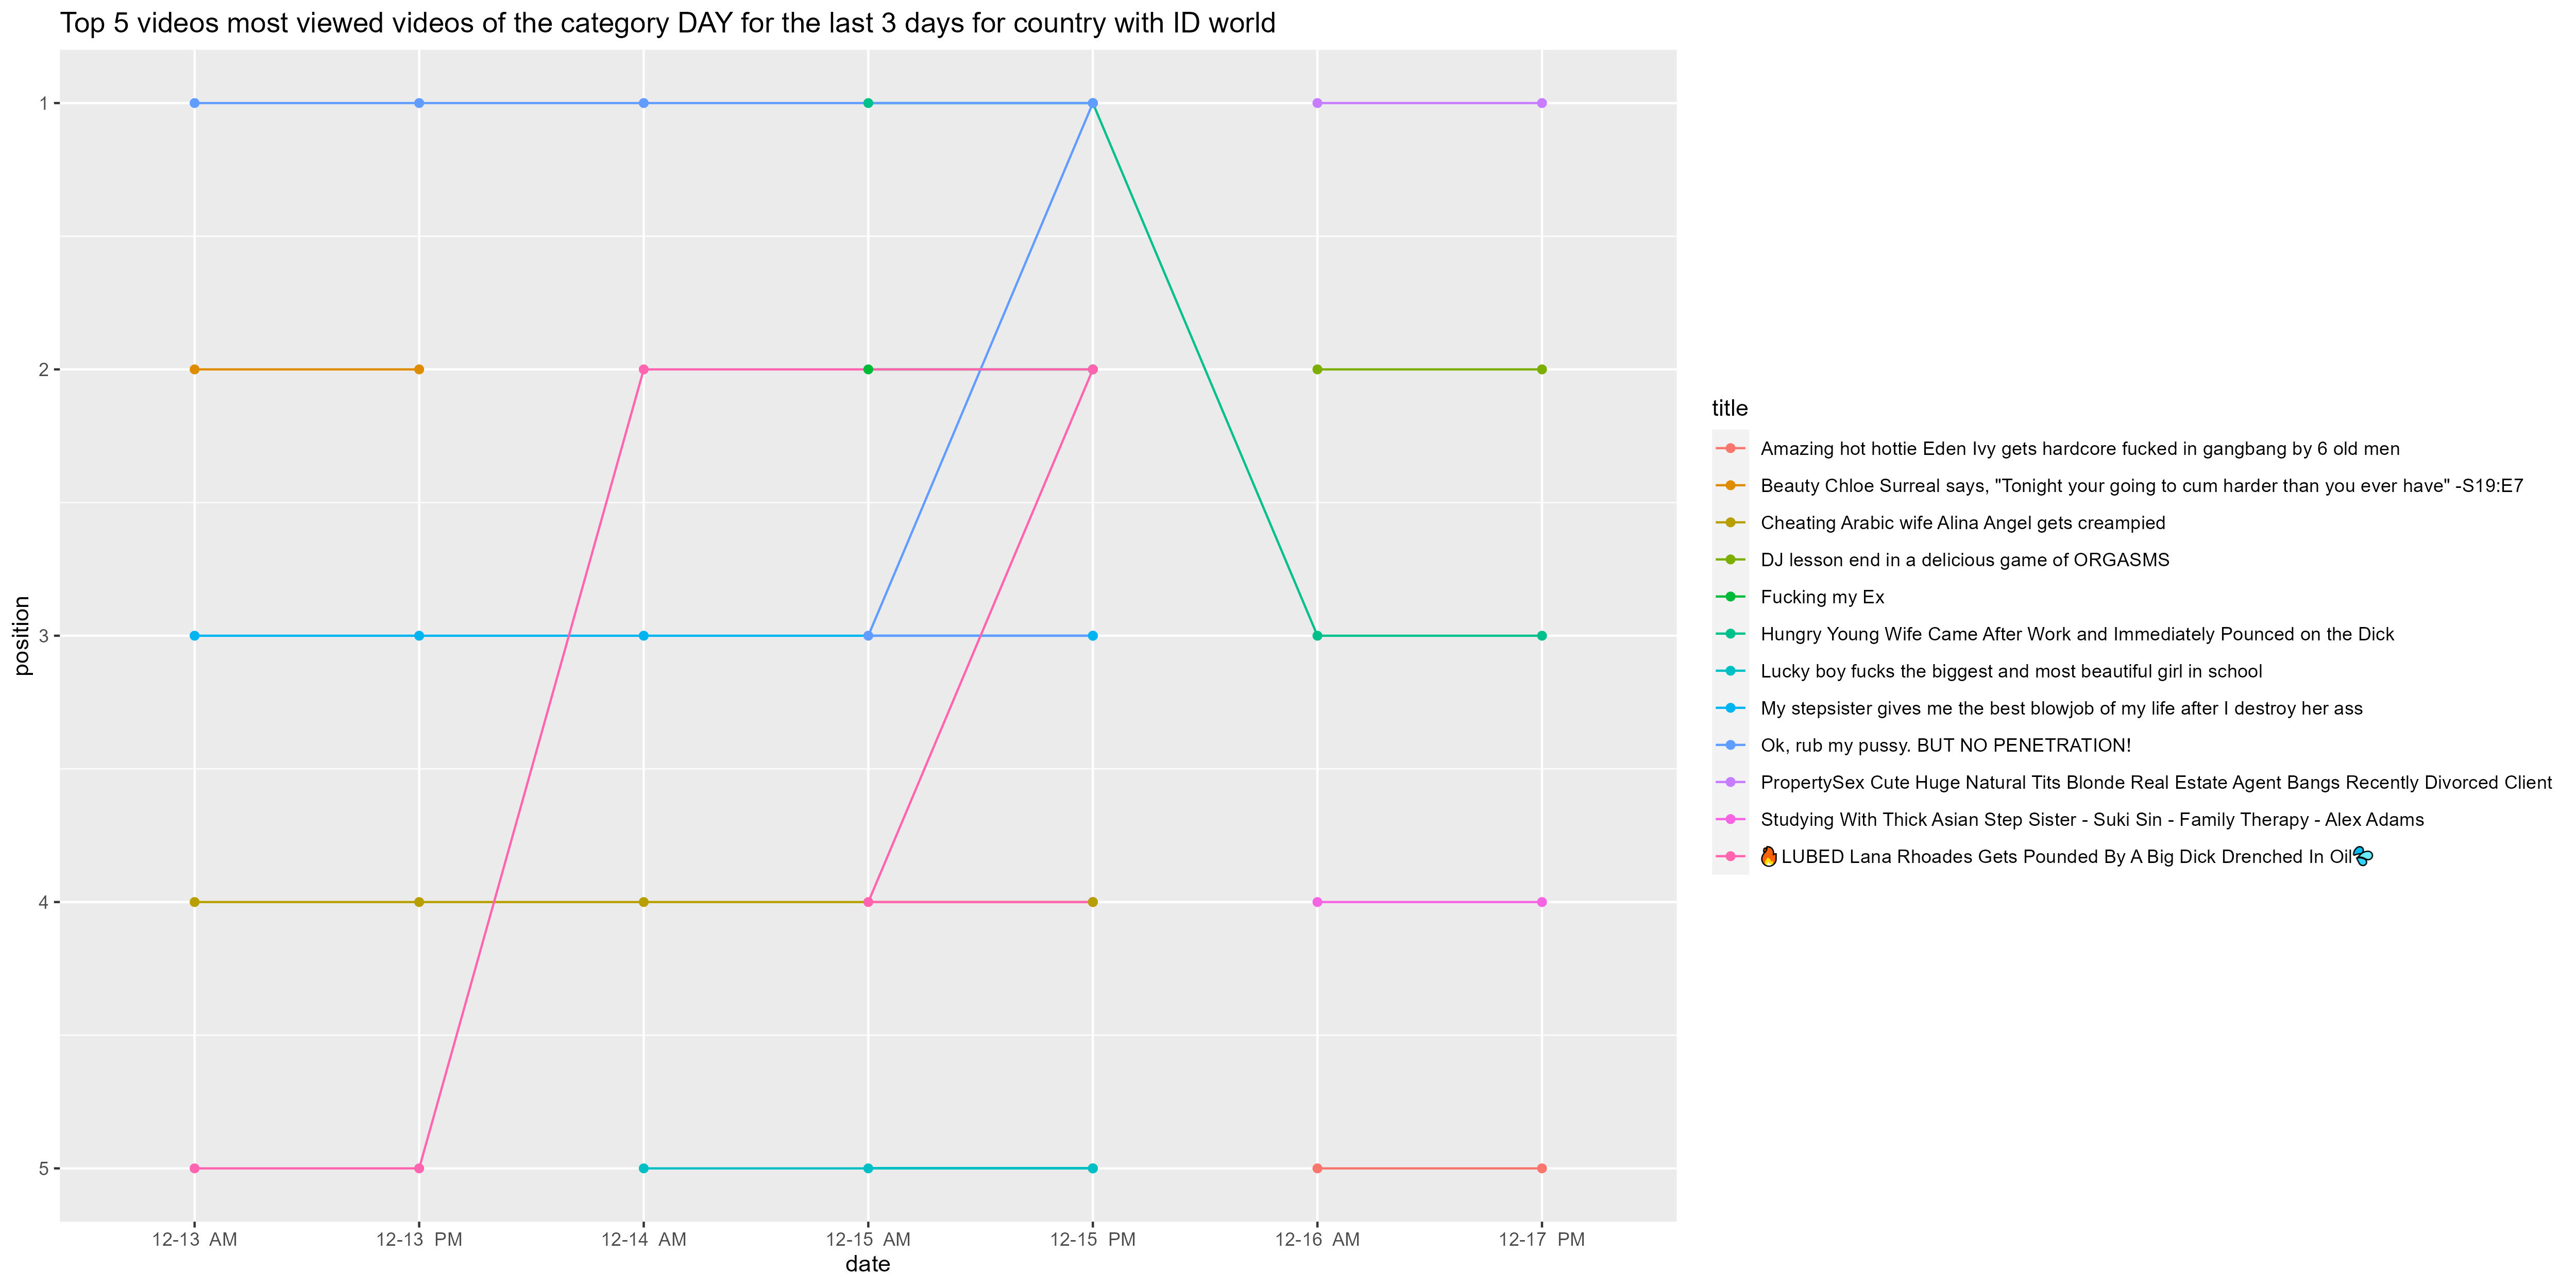 Top 5 videos most viewed videos of the category DAY for the last 3 days for country with ID world
1
2
3
4
5
position
12-13 AM
12-13 PM
12-14 AM
12-15 AM
12-15 PM
12-16 AM
12-17 PM
date
title
Amazing hot hottie Eden Ivy gets hardcore fucked in gangbang by 6 old men
Beauty Chloe Surreal says, "Tonight your going to cum harder than you ever have" -S19:E7
Cheating Arabic wife Alina Angel gets creampied
DJ lesson end in a delicious game of ORGASMS
Fucking my Ex
Hungry Young Wife Came After Work and Immediately Pounced on the Dick
Lucky boy fucks the biggest and most beautiful girl in school
My stepsister gives me the best blowjob of my life after I destroy her ass
Ok, rub my pussy. BUT NO PENETRATION!
PropertySex Cute Huge Natural Tits Blonde Real Estate Agent Bangs Recently Divorced Client
Studying With Thick Asian Step Sister - Suki Sin - Family Therapy - Alex Adams
🔥LUBED Lana Rhoades Gets Pounded By A Big Dick Drenched In Oil💦